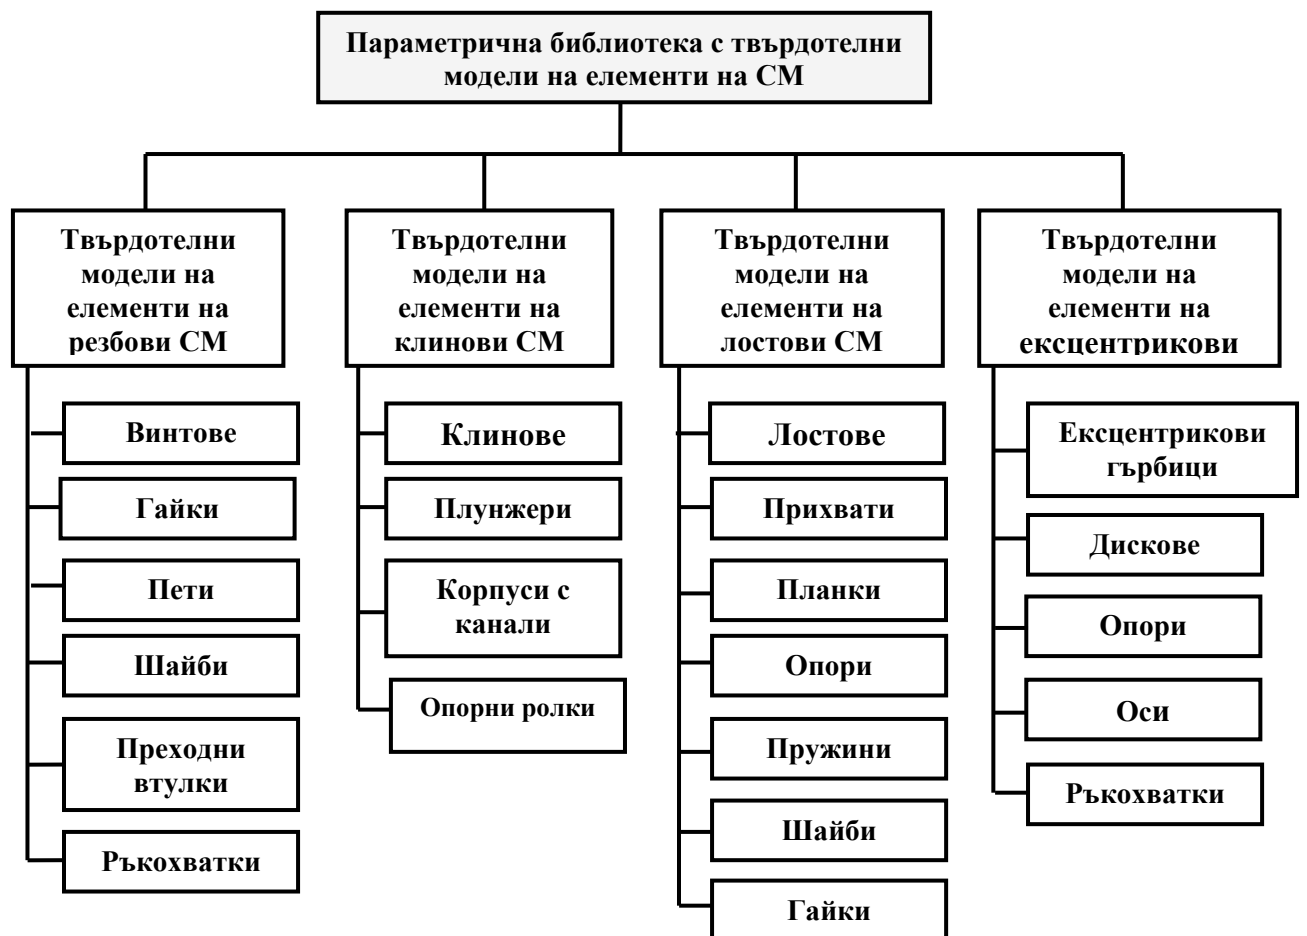 Параметрична библиотека с твърдотелни
модели на елементи на СМ
Твърдотелни
модели на
елементи на
резбови СМ
Винтове
Гайки
Пети
Шайби
Преходни
втулки
Ръкохватки
Твърдотелни
модели на
елементи на
клинови СМ
Клинове
Плунжери
Корпуси с
канали
Опорни ролки
Твърдотелни
модели на
елементи на
лостови СМ
Лостове
Прихвати
Планки
Опори
Пружини
Шайби
Гайки
Твърдотелни
модели на
елементи на
ексцентрикови
Ексцентрикови
гърбици
Дискове
Опори
Оси
Ръкохватки